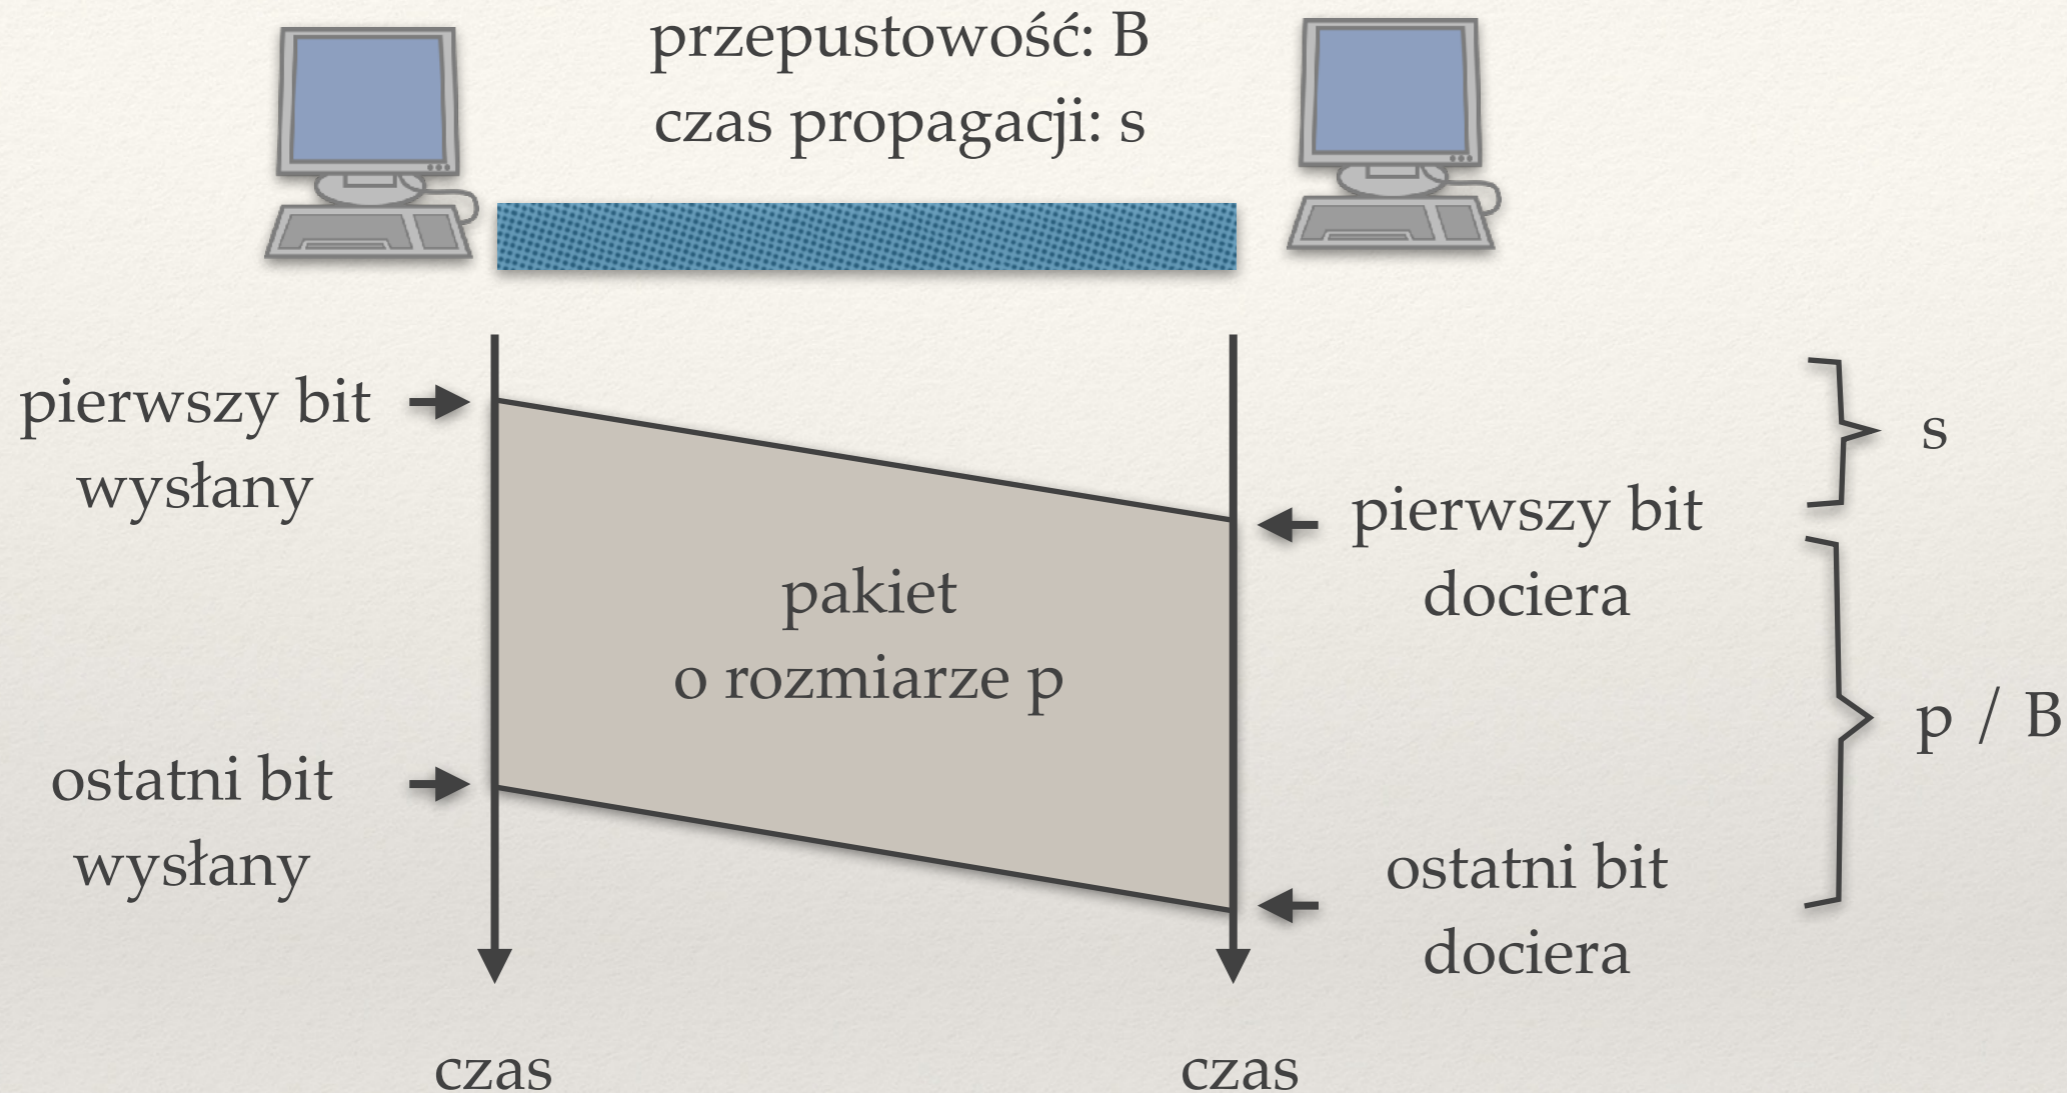 przepustowość: B
czas propagacji: s
pierwszy bit
wysłany
s
pierwszy bit
dociera
pakiet
o rozmiarze p
p / B
ostatni bit
wysłany
ostatni bit
dociera
czas
czas